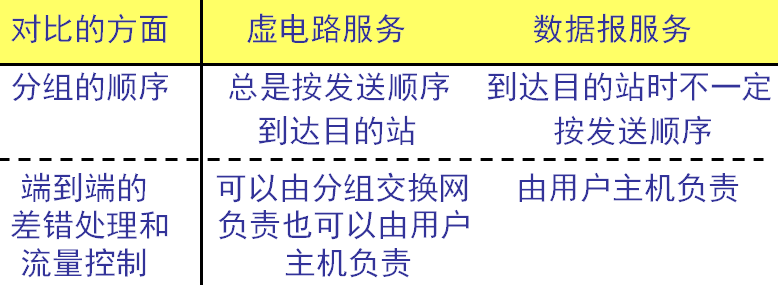 对比的方面 虚电路服务 数据报服务
分组的顺序 总是按发送顺序 到达目的站时不一定
到达目的站 按发送顺序
端到端的 可以由分组交换网 由用户主机负责
差错处理和 负责也可以由用户
流量控制 主机负责